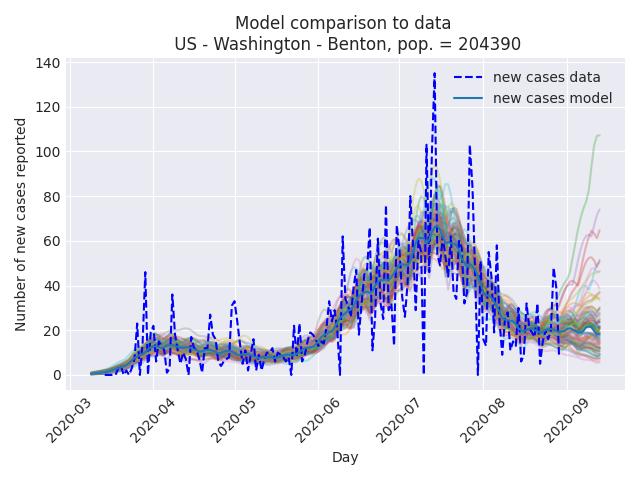 Model comparison to data
US - Washington - Benton, pop. = 204390
140
120
100
80
60
40
20
0
Number of new cases reported
new cases data
new cases model
2020-03
2020-04
2020-05
2020-06
2020-07
2020-08
2020-09
Day